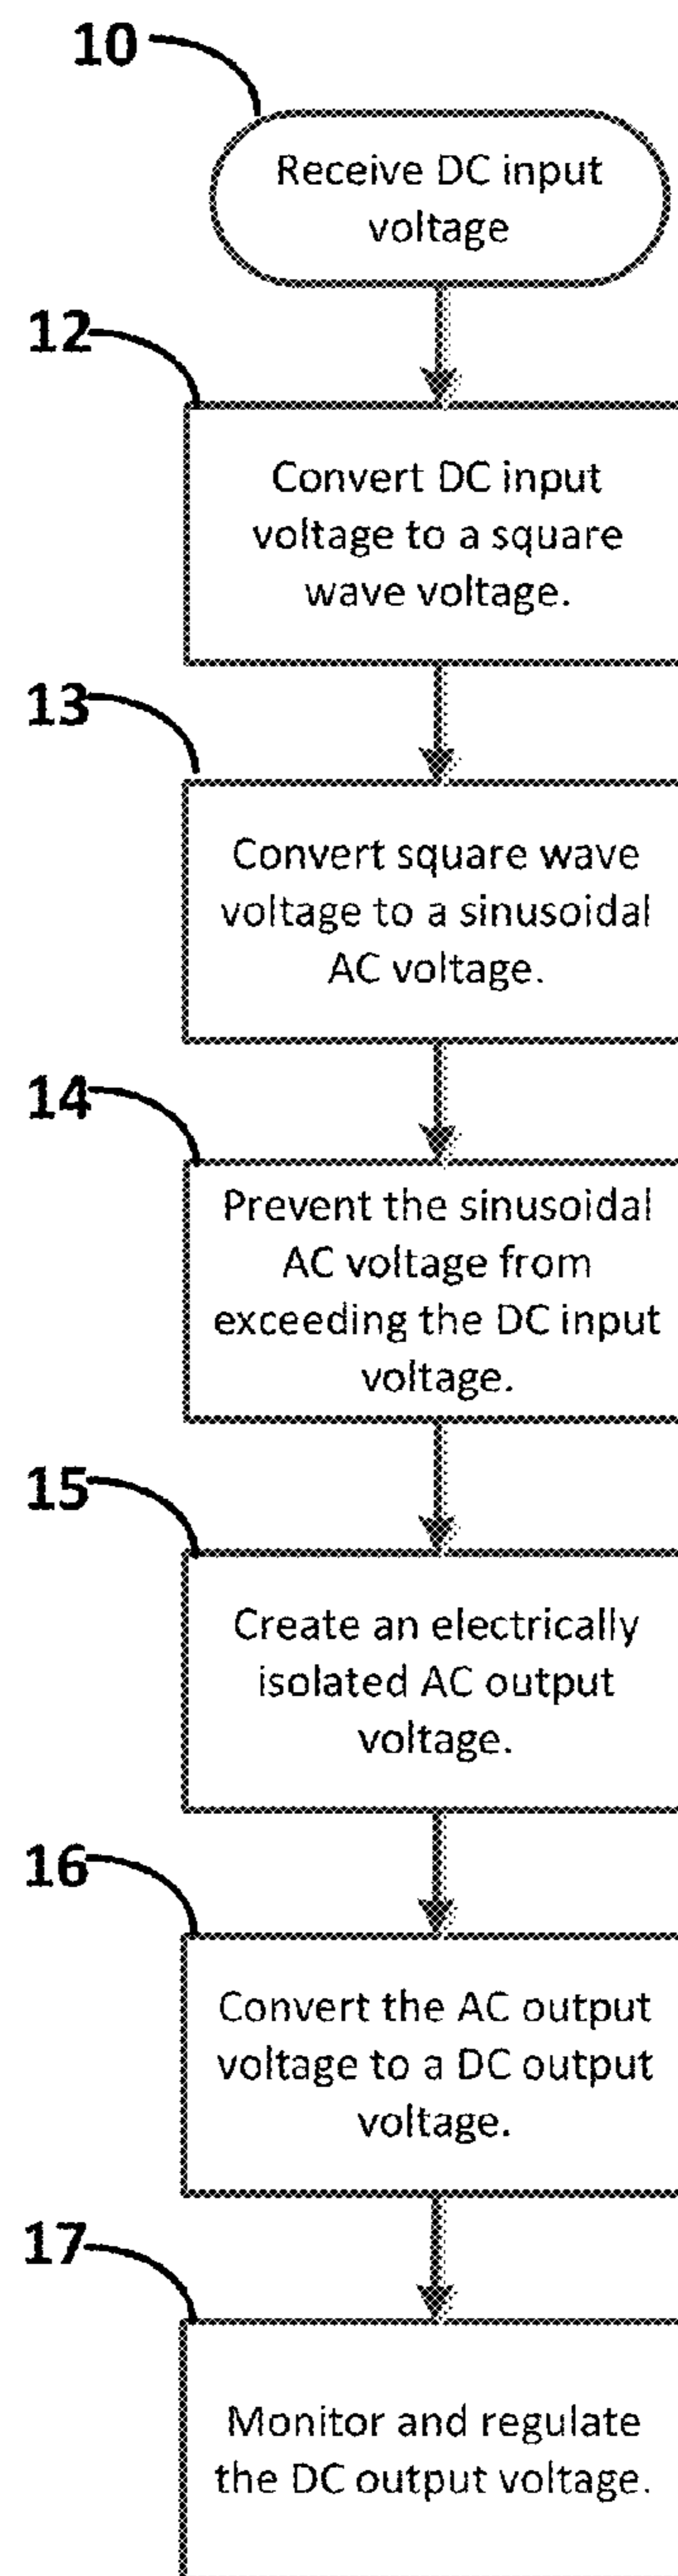 10
Receive DC input
voltage
12
Convert DC input
voltage to a square
wave voltage.
13
Convert square wave
voltage to a sinusoidal
AC voltage.
14
Prevent the sinusoidal
AC voltage from
exceeding the DC input
voltage.
15
Create an electrically
isolated AC output
voltage.
16
Convert the AC output
voltage to a DC output
voltage.
17
Monitor and regulate
the DC output voltage.